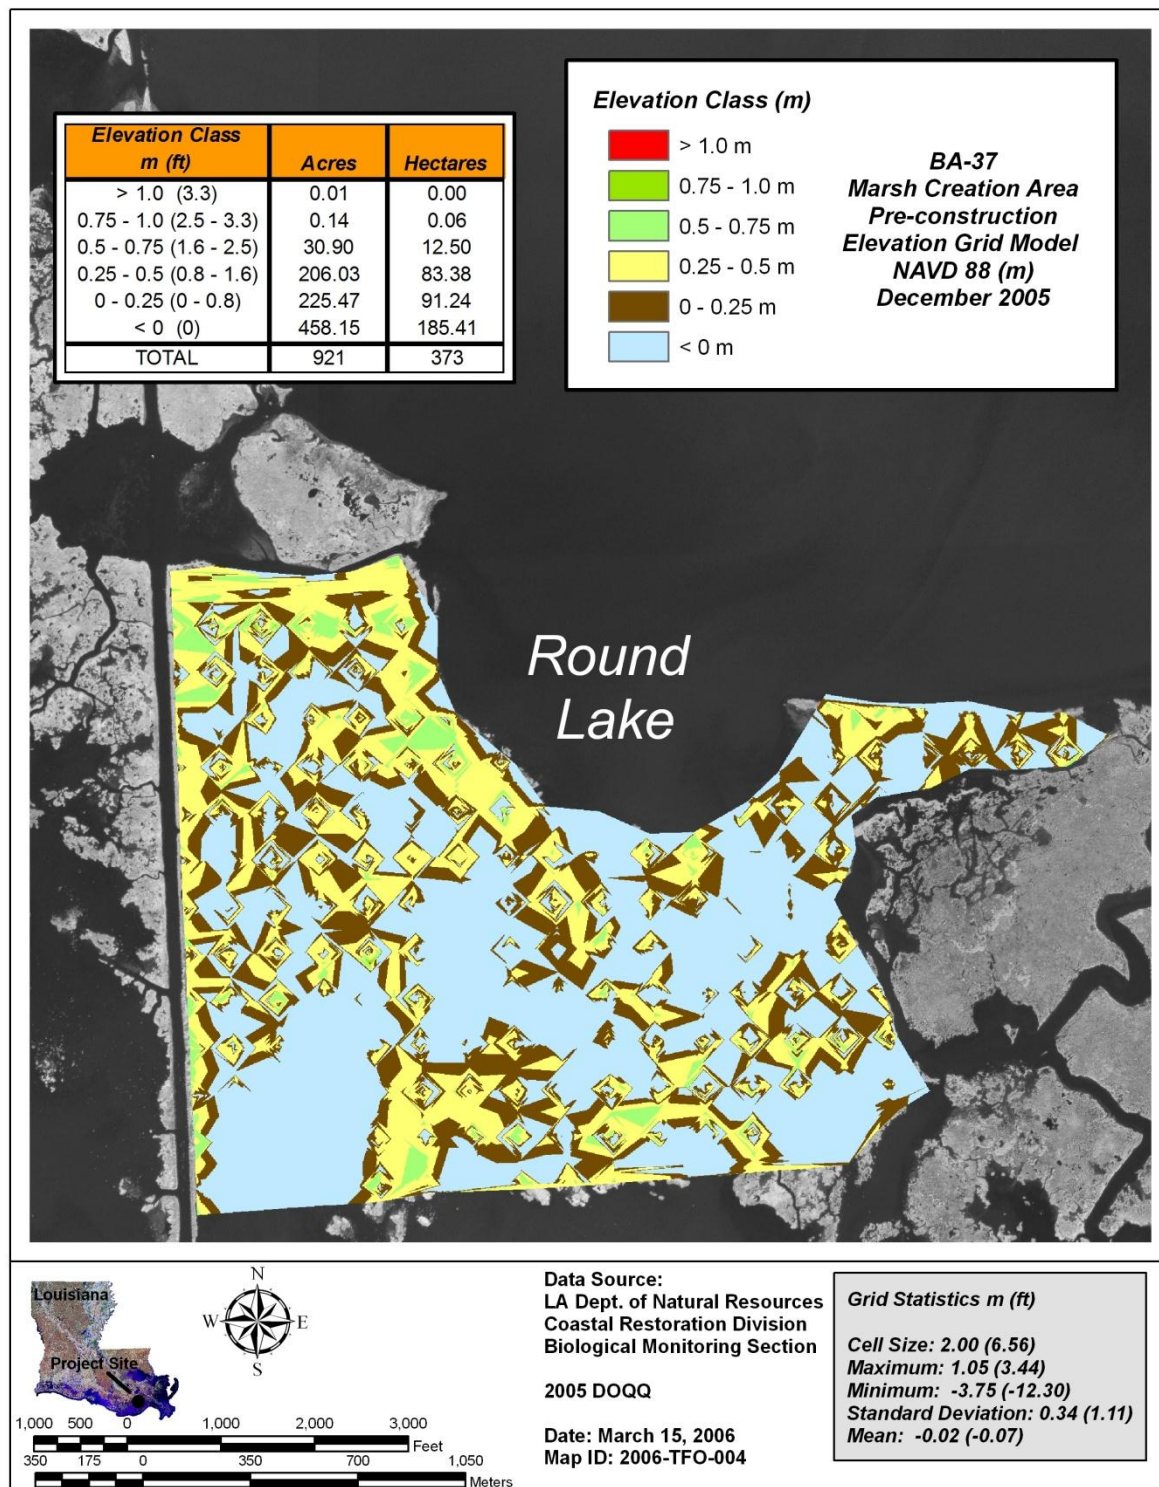 Elevation Class
m (ft) Acres Hectares
> 1.0 (3.3) 0.01 0.00
0.75 - 1.0 (2.5 - 3.3) 0.14 0.06
0.5 - 0.75 (1.6 - 2.5) 30.90 12.50
0.25 - 0.5 (0.8 - 1.6) 206.03 83.38
0 - 0.25 (0 - 0.8) 225.47 91.24
< 0 (0) 458.15 185.41
TOTAL 921 373
Elevation Class (m)
> 1.0 m
0.75 - 1.0 m
0.5 - 0.75 m
0.25 - 0.5 m
0 - 0.25 m
< 0 m
BA-37
Marsh Creation Area
Pre-construction
Elevation Grid Model
NAVD 88 (m)
December 2005
Round
Lake
Louisiana
Project Site
N
W E
S
1,000 500 0 1,000 2,000 3,000
Feet
350 175 0 350 700 1,050
Meters
Data Source:
LA Dept. of Natural Resources
Coastal Restoration Division
Biological Monitoring Section
2005 DOQQ
Date: March 15, 2006
Map ID: 2006-TFO-004
Grid Statistics m (ft)
Cell Size: 2.00 (6.56)
Maximum: 1.05 (3.44)
Minimum: -3.75 (-12.30)
Standard Deviation: 0.34 (1.11)
Mean: -0.02 (-0.07)